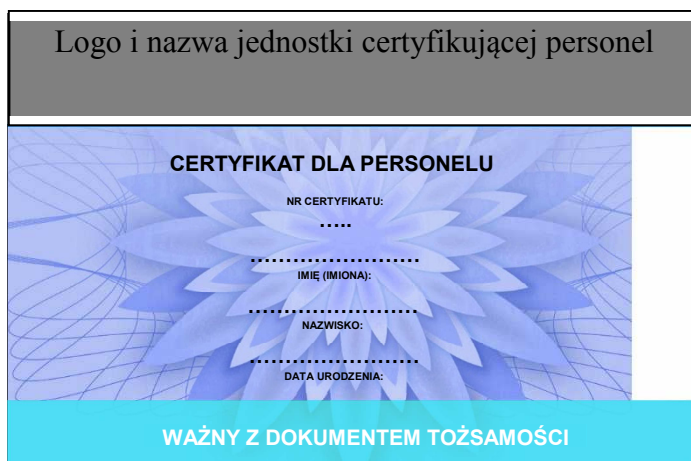 Logo i nazwa jednostki certyfikującej personel
CERTYFIKAT DLA PERSONELU
NR CERTYFIKATU:
…..
……………………
IMIĘ (IMIONA):
……………………
NAZWISKO:
……………………
DATA URODZENIA:
WAŻNY Z DOKUMENTEM TOŻSAMOŚCI